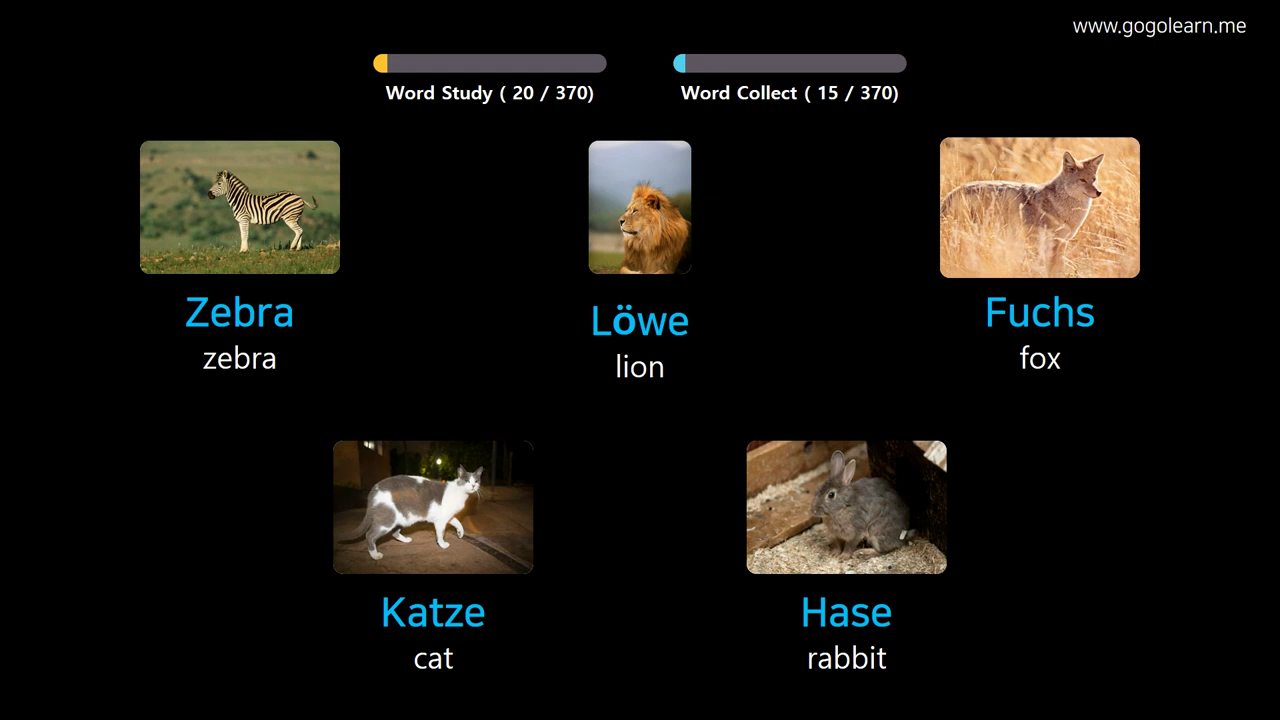 www.gogolearn.me
Word Study ( 20 / 370)
Word Collect ( 15 / 370)
Zebra
zebra
Löwe
lion
Fuchs
fox
Katze
cat
Hase
rabbit